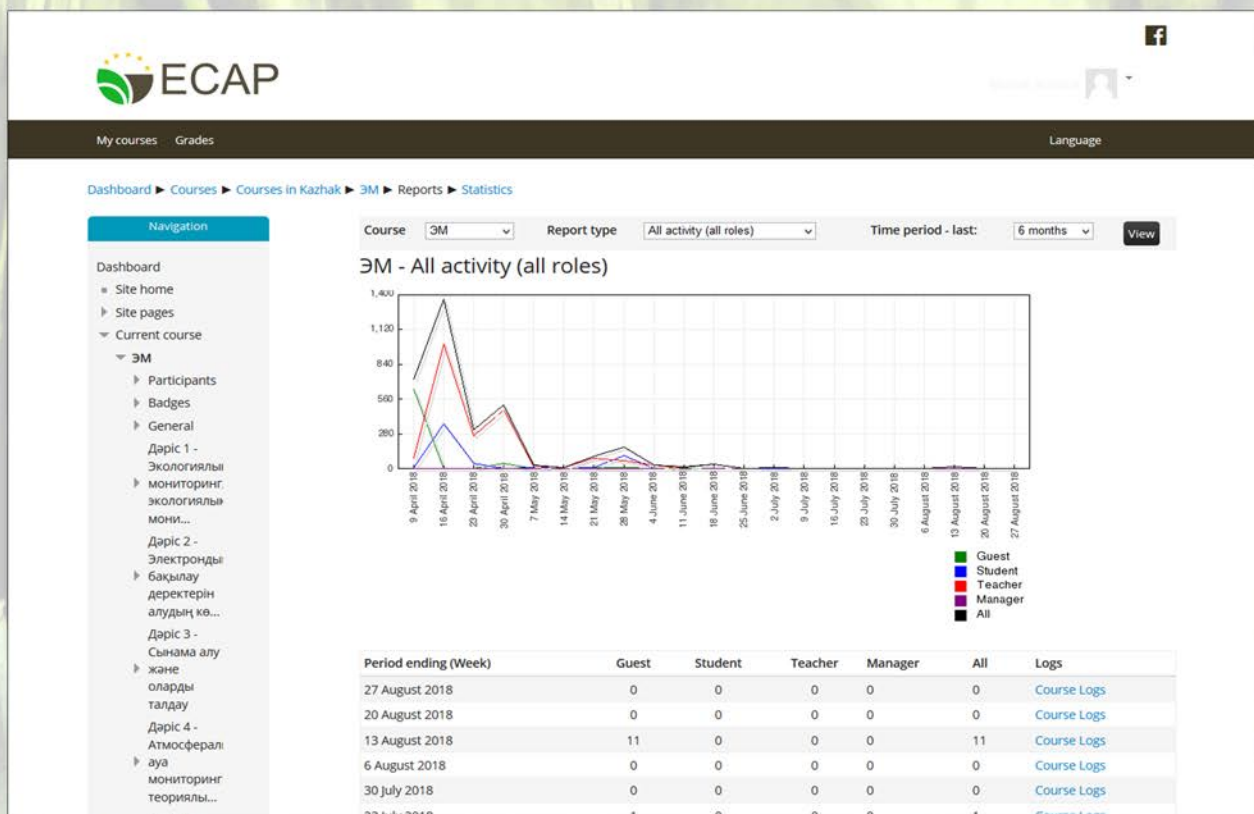 ECAP
My courses Grades Language
Dashboard ► Courses ► Courses in Kazhak ► ЭМ ► Reports ► Statistics
Navigation
Dashboard
Site home
Site pages
Current course
ЭМ
Participants
Badges
General
Дәріс 1 -
Экологиялы
мониторинг,
экологиялы
мони...
Дәріс 2 -
Электронды
бақылау
деректерін
алудың кө...
Дәріс 3 -
Сынама алу
және
оларды
талдау
Дәріс 4 -
Атмосфера
ауа
мониторинг
теориялы...
Course ЭМ Report type All activity (all roles) Time period - last: 6 months View
ЭМ - All activity (all roles)
1,400
1,120
840
560
280
0
9 April 2018
16 April 2018
23 April 2018
30 April 2018
7 May 2018
14 May 2018
21 May 2018
28 May 2018
4 June 2018
11 June 2018
18 June 2018
25 June 2018
2 July 2018
9 July 2018
16 July 2018
23 July 2018
30 July 2018
6 August 2018
13 August 2018
20 August 2018
27 August 2018
Guest
Student
Teacher
Manager
All
Period ending (Week) Guest Student Teacher Manager All Logs
27 August 2018 0 0 0 0 0 Course Logs
20 August 2018 0 0 0 0 0 Course Logs
13 August 2018 11 0 0 0 11 Course Logs
6 August 2018 0 0 0 0 0 Course Logs
30 July 2018 0 0 0 0 0 Course Logs